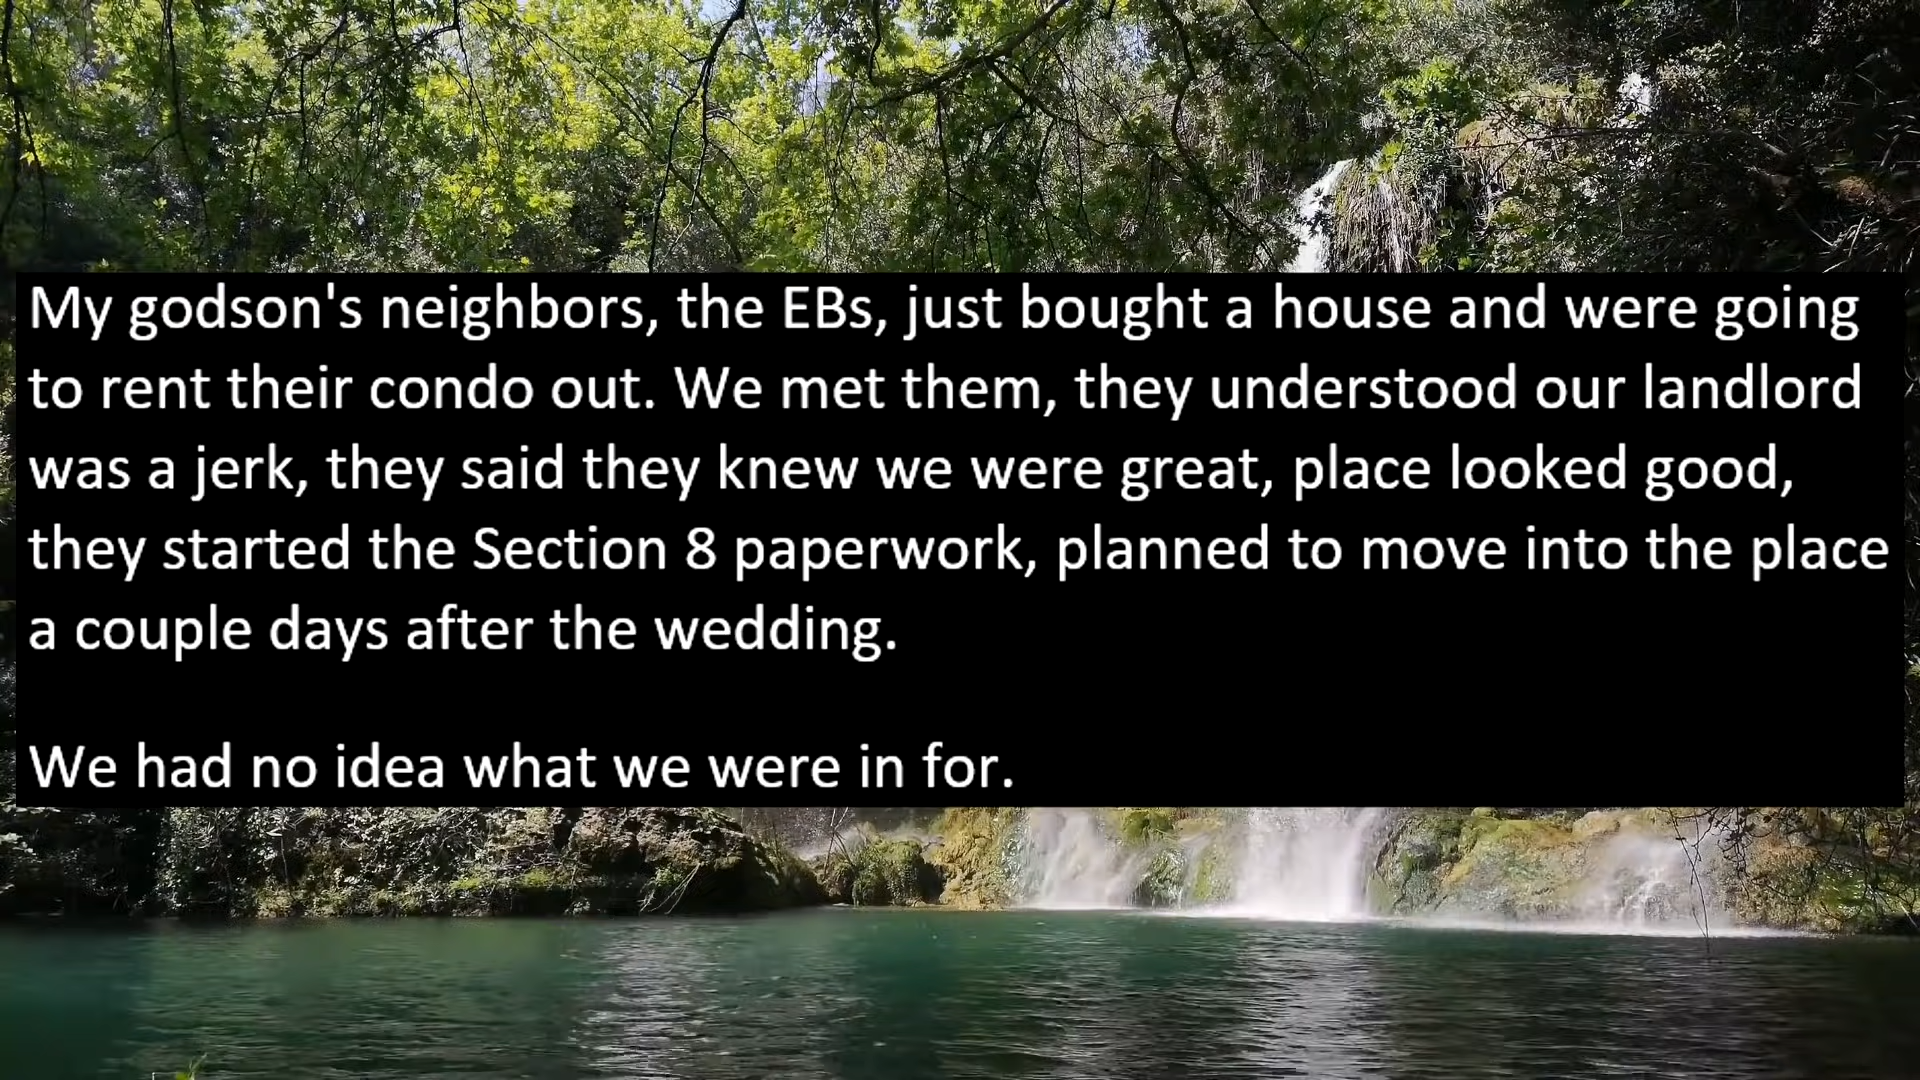 My godson's neighbors, the EBs, just bought a house and were going
to rent their condo out. We met them, they understood our landlord
was a jerk, they said they knew we were great, place looked good,
they started the Section 8 paperwork, planned to move into the place
a couple days after the wedding.
We had no idea what we were in for.